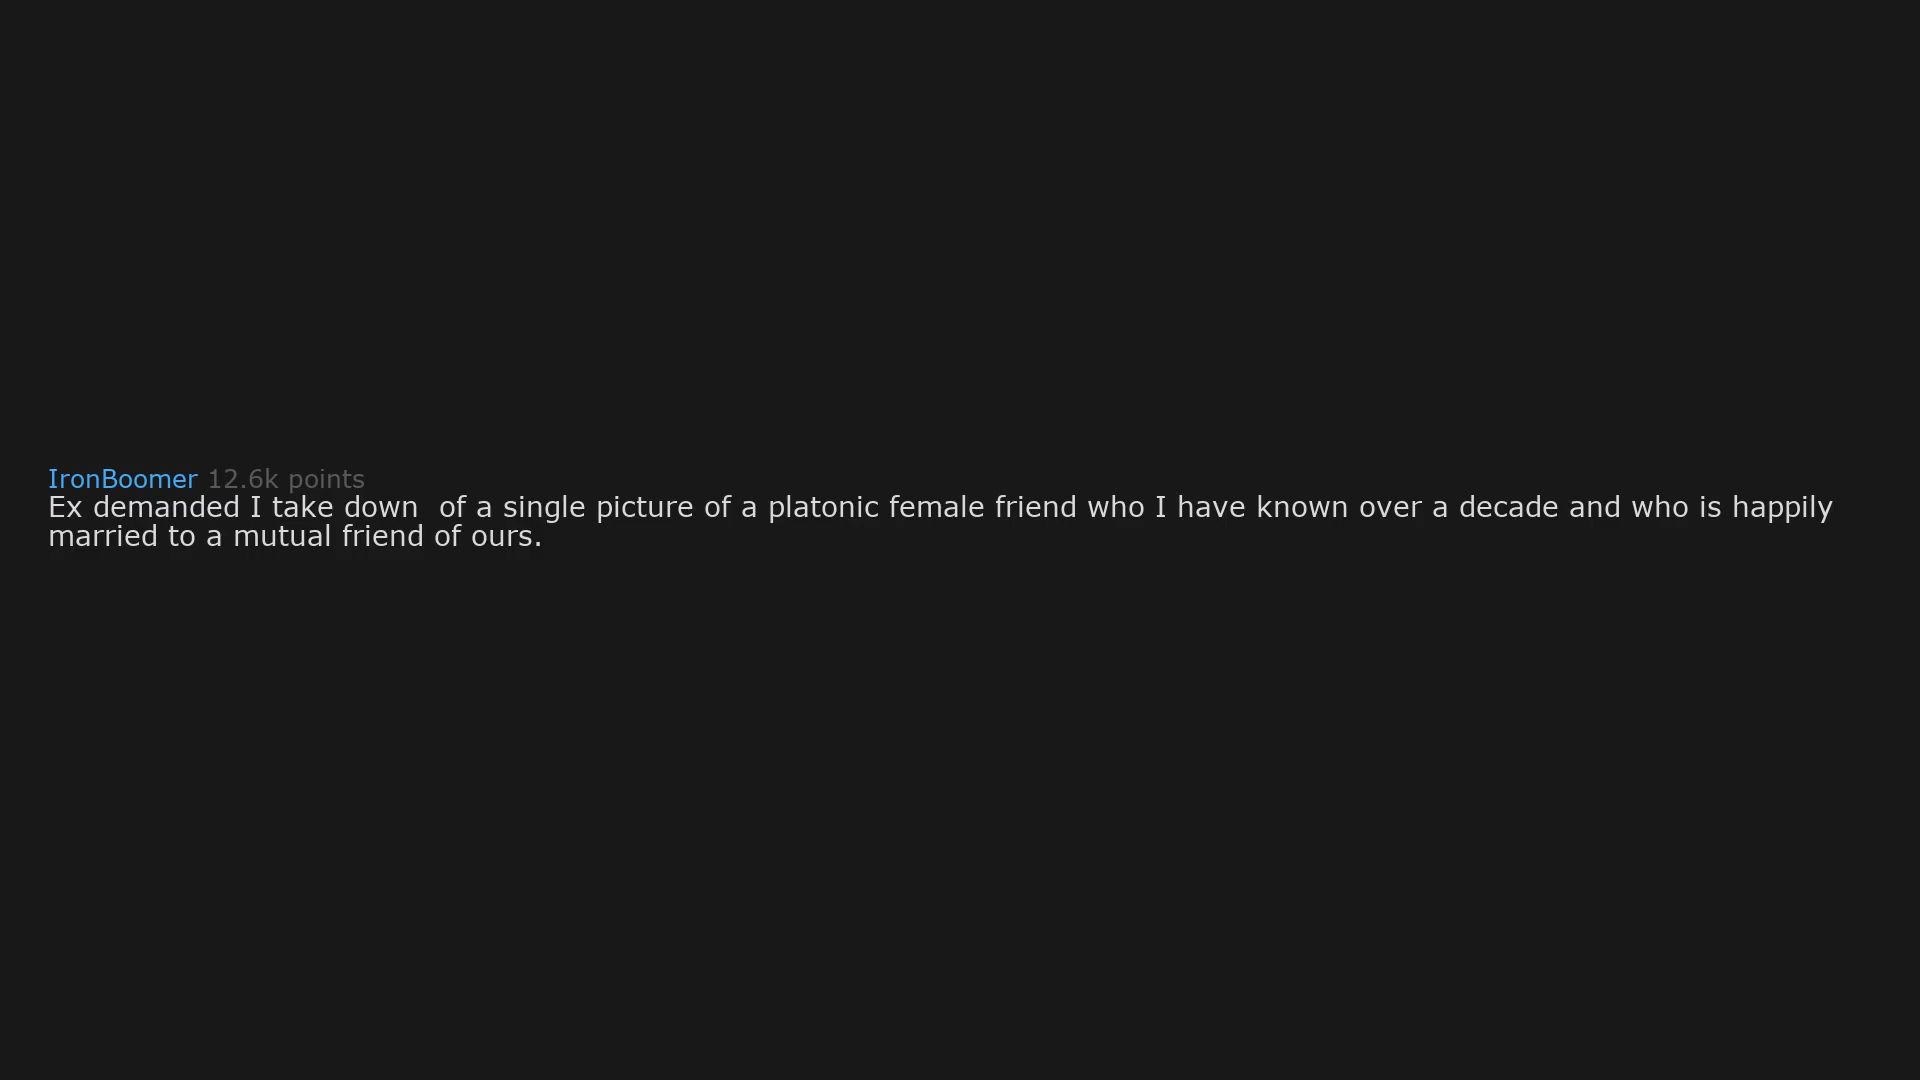 IronBoomer 12.6k points
Ex demanded I take down  of a single picture of a platonic female friend who I have known over a decade and who is happily
married to a mutual friend of ours.